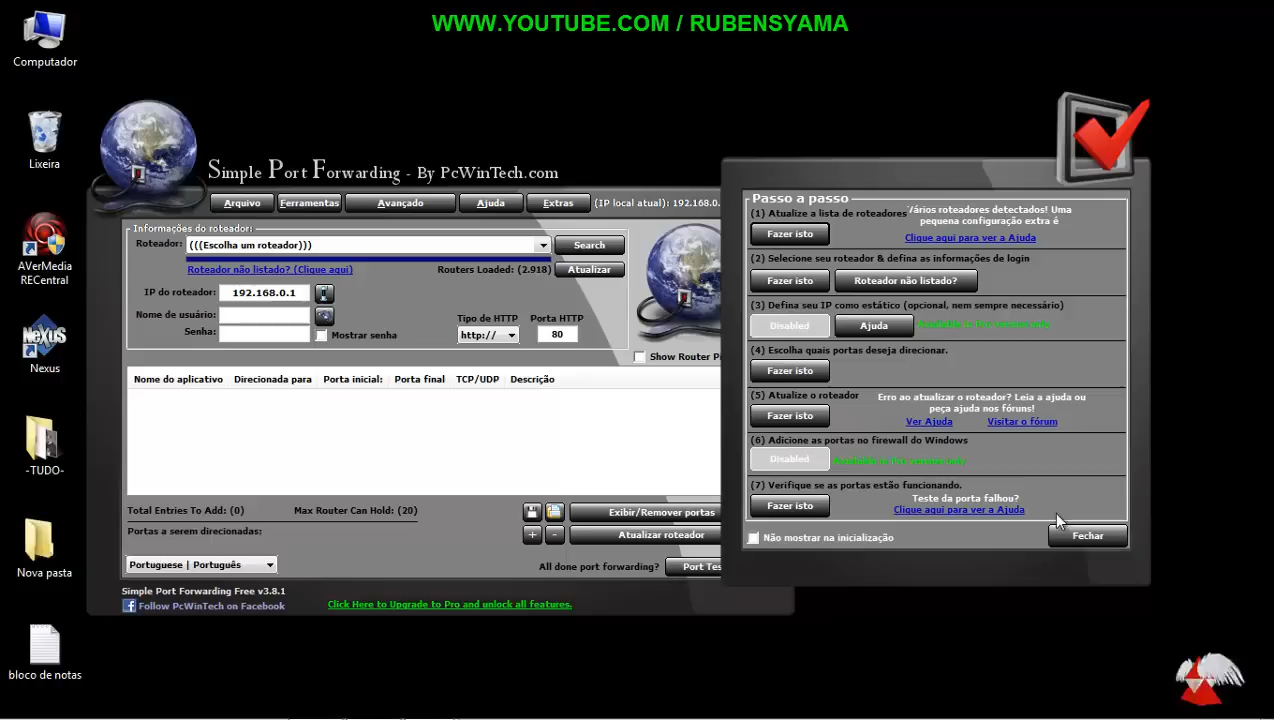 WWW.YOUTUBE.COM / RUBENSYAMA
Computador
Lixeira
AVerMedia
RECentral
Nexus
-TUDO-
Nova pasta
bloco de notas
Simple Port Forwarding - By PcWinTech.com
Arquivo Ferramentas Avançado Ajuda Extras (IP local atual): 192.168.0.
Informações do roteador:
Roteador: (((Escolha um roteador))) Search
Roteador não listado? (Clique aqui) Routers Loaded: (2.918) Atualizar
IP do roteador: 192.168.0.1
Nome de usuário: Tipo de HTTP Porta HTTP
Senha: Mostrar senha http:// 80
Show Router
Nome do aplicativo Direcionada para Porta inicial: Porta final TCP/UDP Descrição
Total Entries To Add: (0) Max Router Can Hold: (20) Exibir/Remover portas
Portas a serem direcionadas: + - Atualizar roteador
Portuguese | Português All done port forwarding? Port
Simple Port Forwarding Free v3.8.1
Follow PcWinTech on Facebook Click Here to Upgrade to Pro and unlock all features.
Passo a passo
(1) Atualize a lista de roteadores Vários roteadores detectados! Uma
pequena configuração extra é
Fazer isto Clique aqui para ver a Ajuda
(2) Selecione seu roteador & defina as informações de login
Fazer isto Roteador não listado?
(3) Defina seu IP como estático (opcional, nem sempre necessário)
Disabled Ajuda
(4) Escolha quais portas deseja direcionar.
Fazer isto
(5) Atualize o roteador Erro ao atualizar o roteador? Leia a ajuda ou
peça ajuda nos fóruns!
Fazer isto Ver Ajuda Visitar o fórum
(6) Adicione as portas no firewall do Windows
Disabled
(7) Verifique se as portas estão funcionando.
Teste da porta falhou?
Fazer isto Clique aqui para ver a Ajuda
Não mostrar na inicialização Fechar